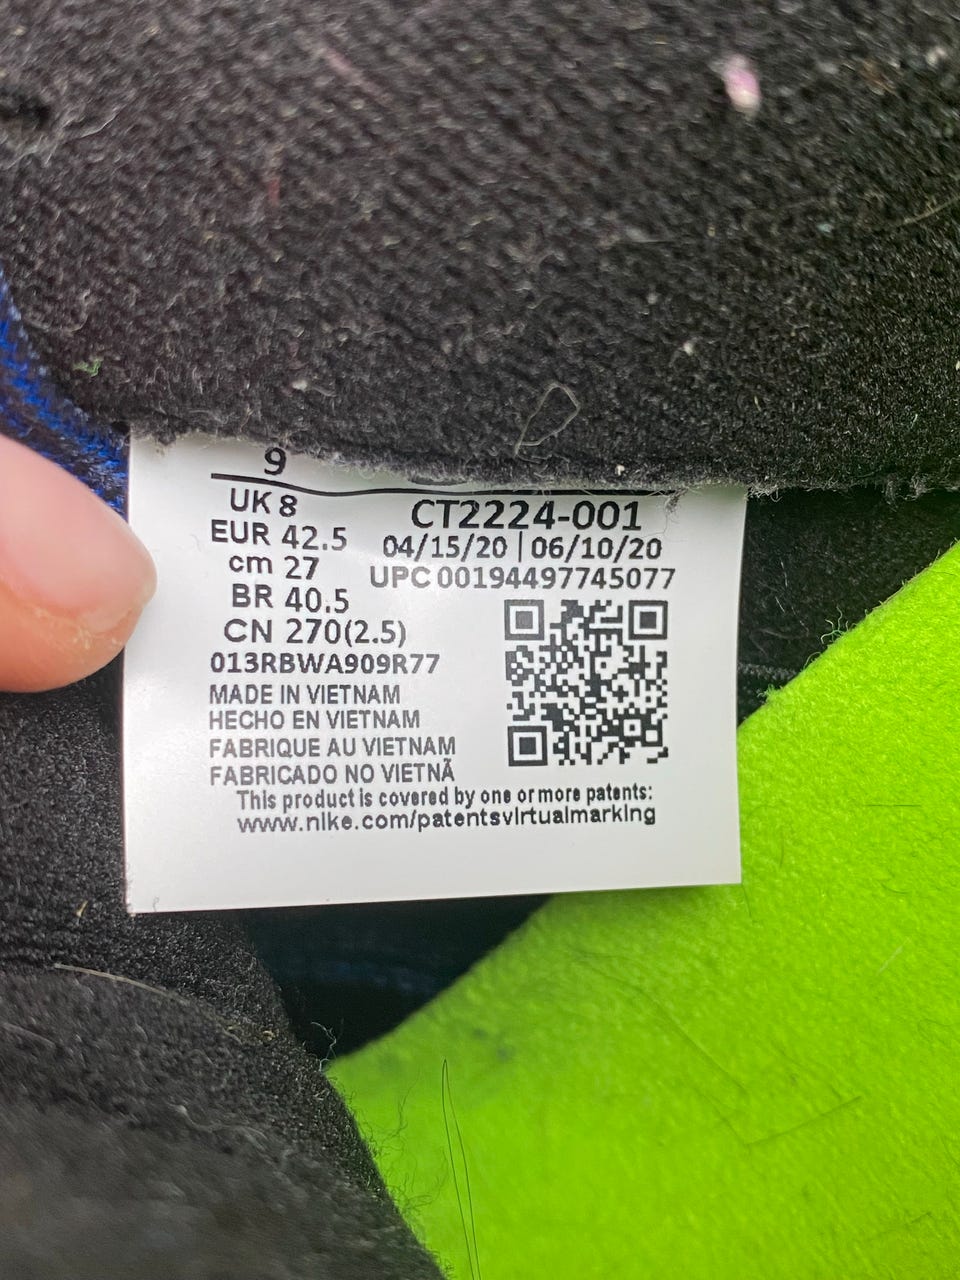 9
UK 8
EUR 42.5
cm 27
BR 40.5
CN 270(2.5)
CT2224-001
04/15/20 | 06/10/20
UPC 00194497745077
013RBWA909R77
MADE IN VIETNAM
HECHO EN VIETNAM
FABRIQUE AU VIETNAM
FABRICADO NO VIETNÃ
This product is covered by one or more patents:
www.nike.com/patentsvirtualmarking